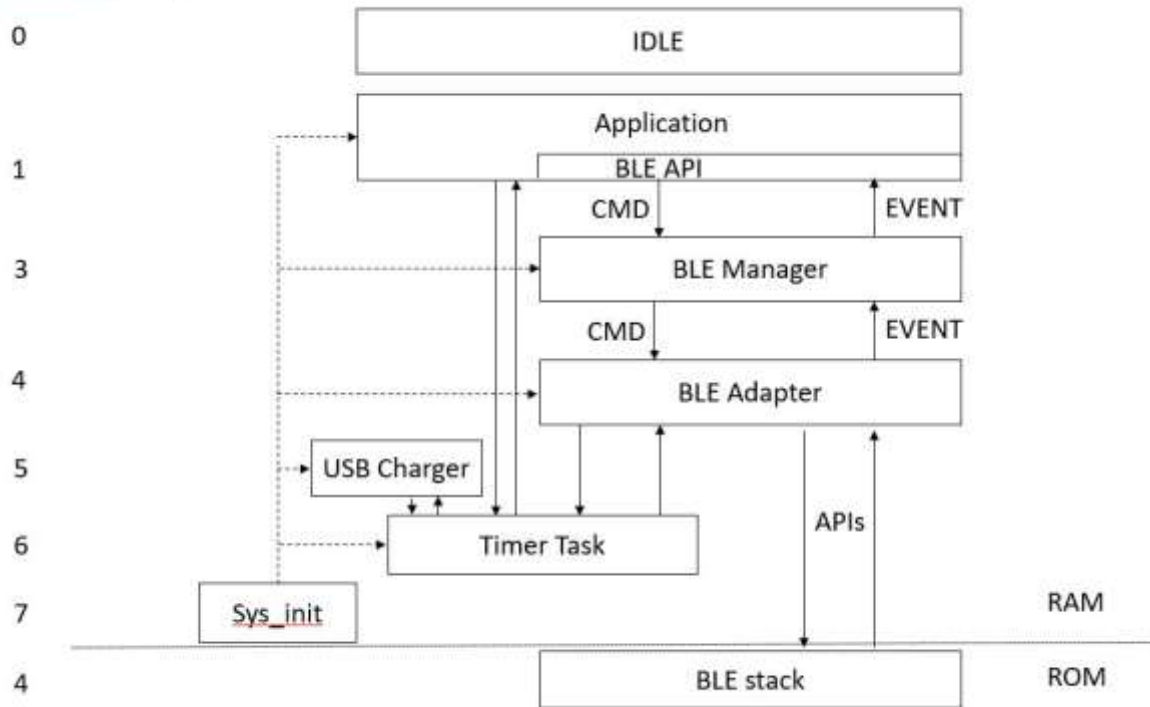 0
IDLE
Application
1
BLE API
CMD
EVENT
3
BLE Manager
CMD
EVENT
4
BLE Adapter
5
USB Charger
APIs
6
Timer Task
7
Sys_init
RAM
4
BLE stack
ROM